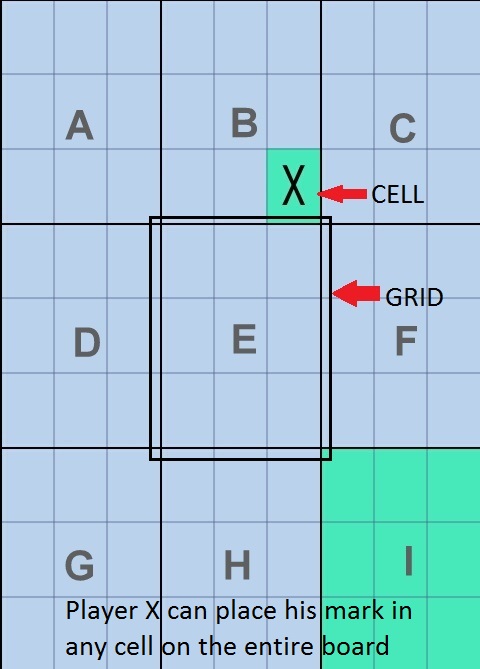 A
B
C
X
CELL
GRID
D
E
F
G
H
I
Player X can place his mark in
any cell on the entire board